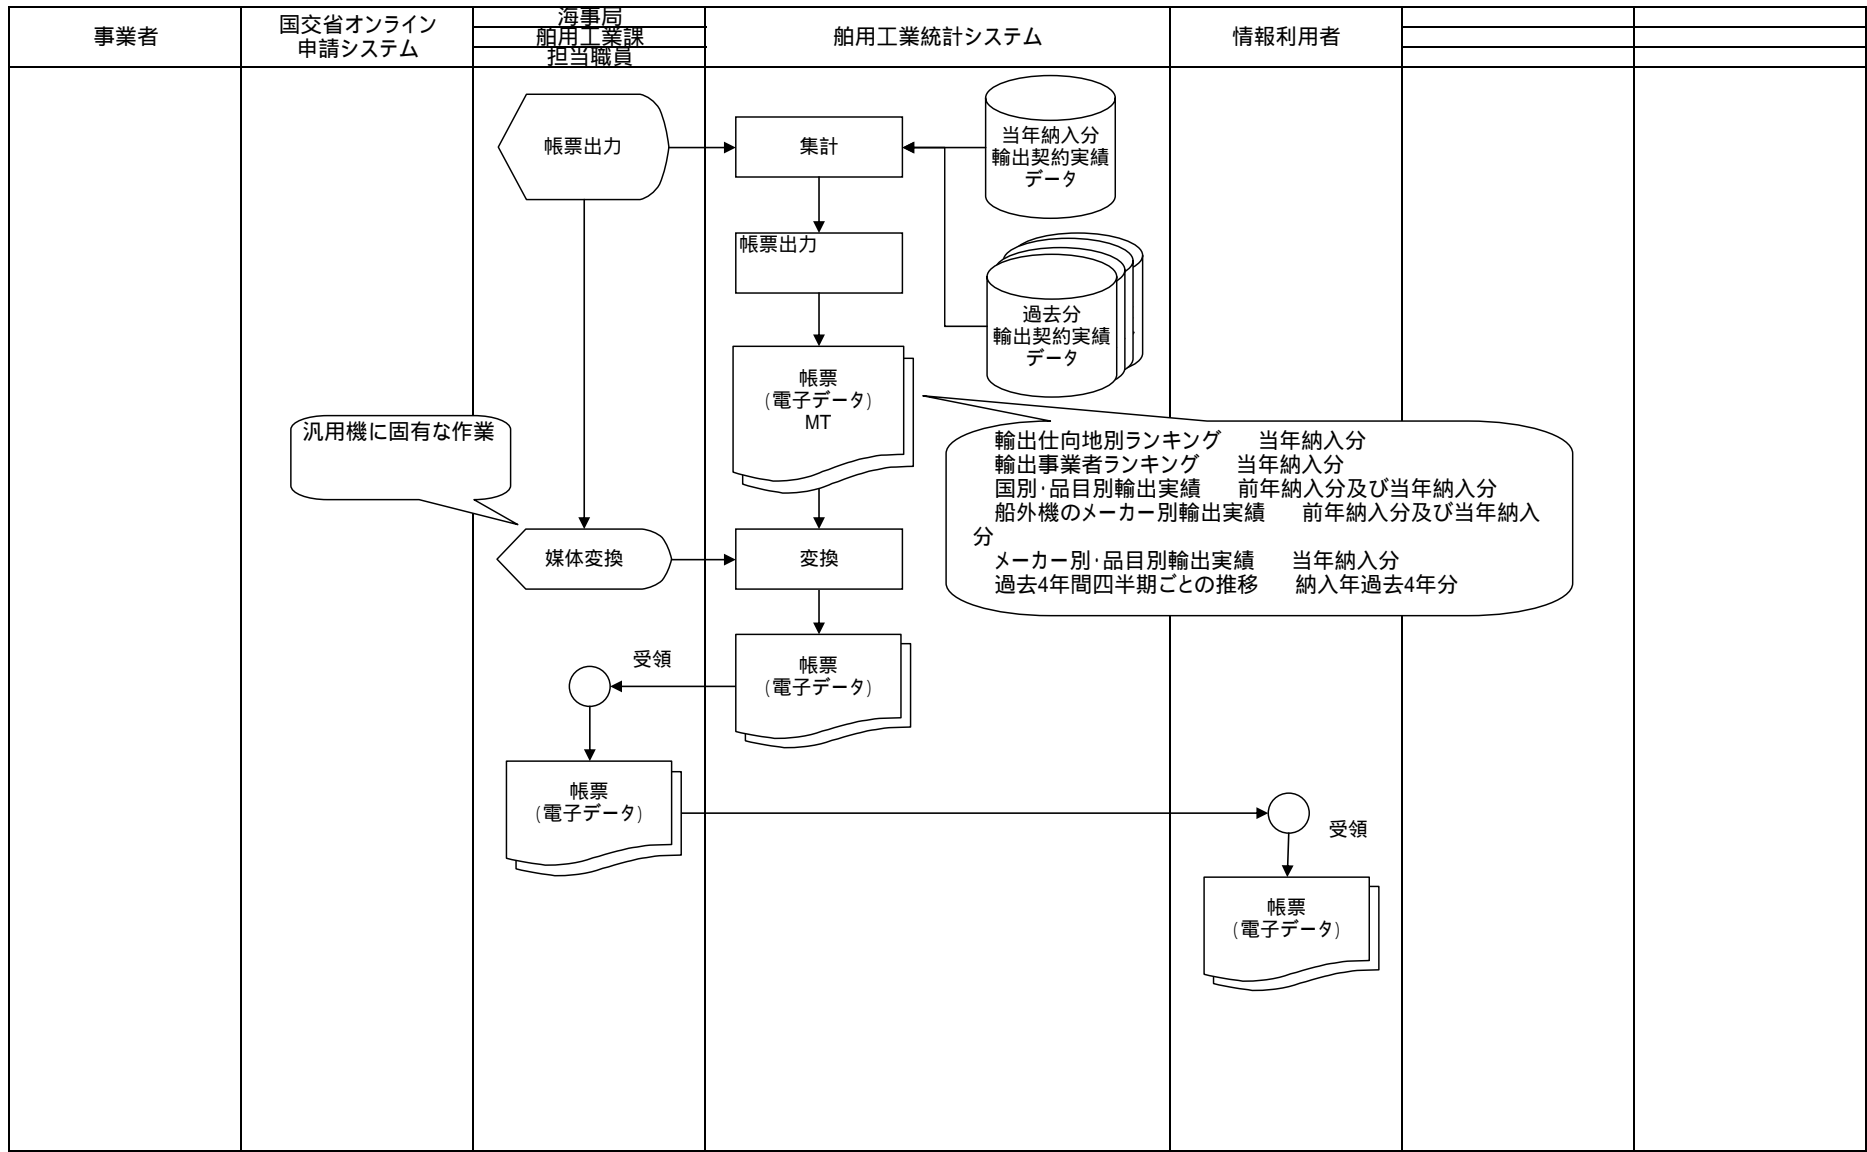 事業者
国交省オンライン
申請システム
海事局
舶用工業課
担当職員
舶用工業統計システム
情報利用者
帳票出力
集計
当年納入分
輸出契約実績
データ
帳票出力
過去分
輸出契約実績
データ
帳票
(電子データ)
MT
汎用機に固有な作業
輸出仕向地別ランキング 当年納入分
輸出事業者ランキング 当年納入分
国別・品目別輸出実績 前年納入分及び当年納入分
船外機のメーカー別輸出実績 前年納入分及び当年納入
分
メーカー別・品目別輸出実績 当年納入分
過去4年間四半期ごとの推移 納入年過去4年分
媒体変換
変換
受領
帳票
(電子データ)
帳票
(電子データ)
受領
帳票
(電子データ)